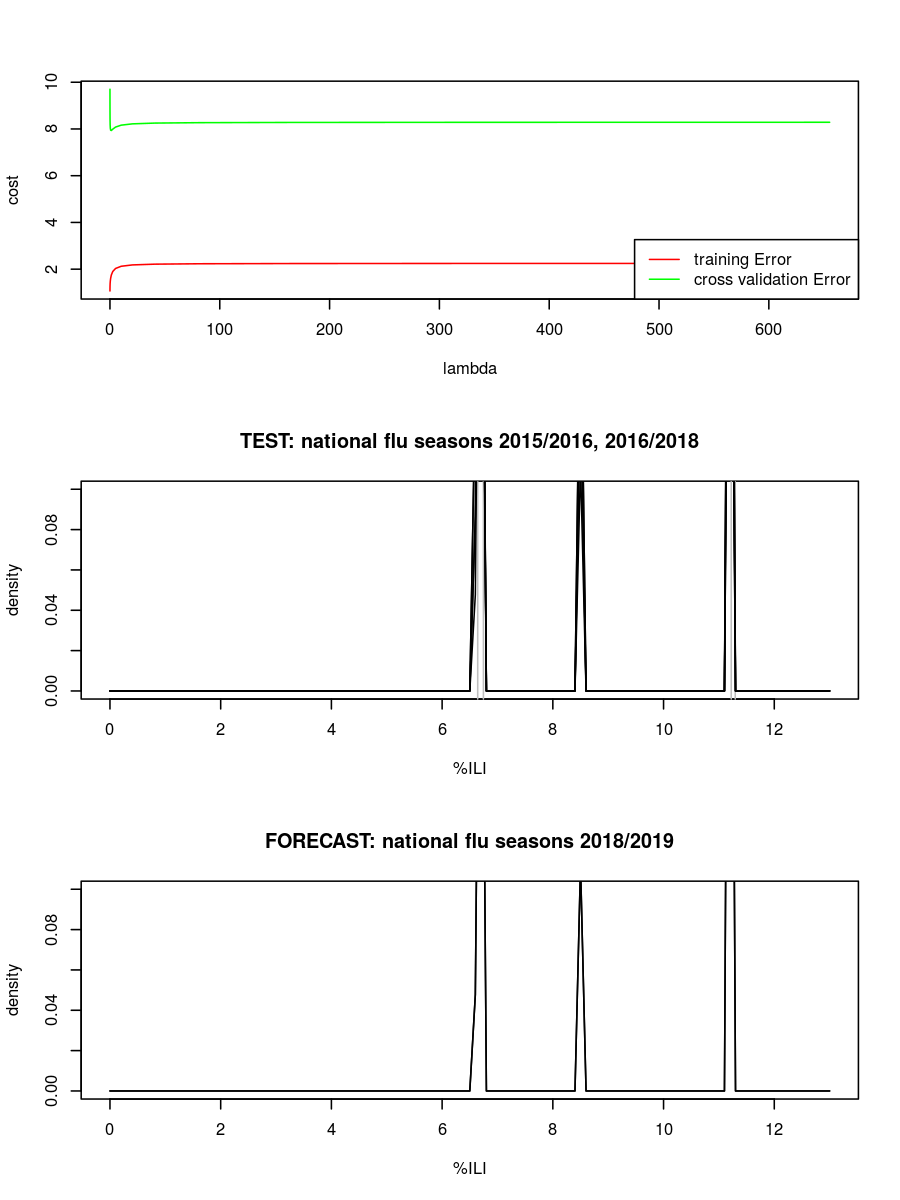 10
8
6
4
2
cost
training Error
cross validation Error
0 100 200 300 400 500 600
lambda
TEST: national flu seasons 2015/2016, 2016/2018
0.08
0.04
0.00
density
0 2 4 6 8 10 12
%ILI
FORECAST: national flu seasons 2018/2019
0.08
0.04
0.00
density
0 2 4 6 8 10 12
%ILI